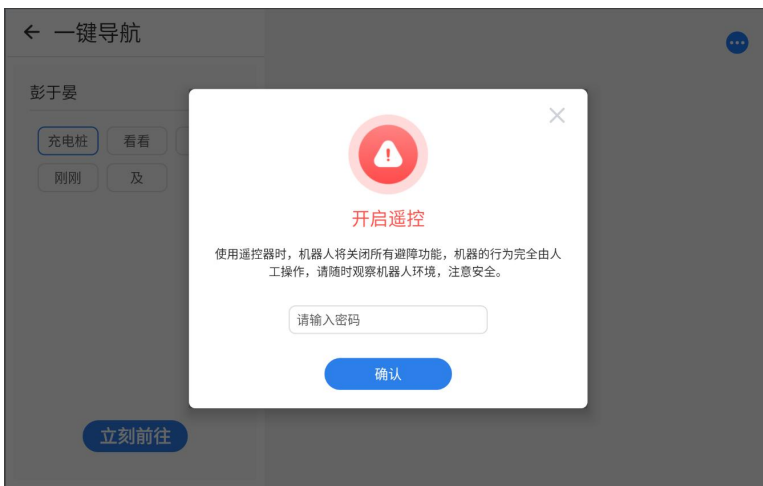 一键导航
彭于晏
充电桩
看看
刚刚
及
开启遥控
使用遥控器时，机器人将关闭所有避障功能，机器的行为完全由人
工操作，请随时观察机器人环境，注意安全。
请输入密码
确认
立刻前往